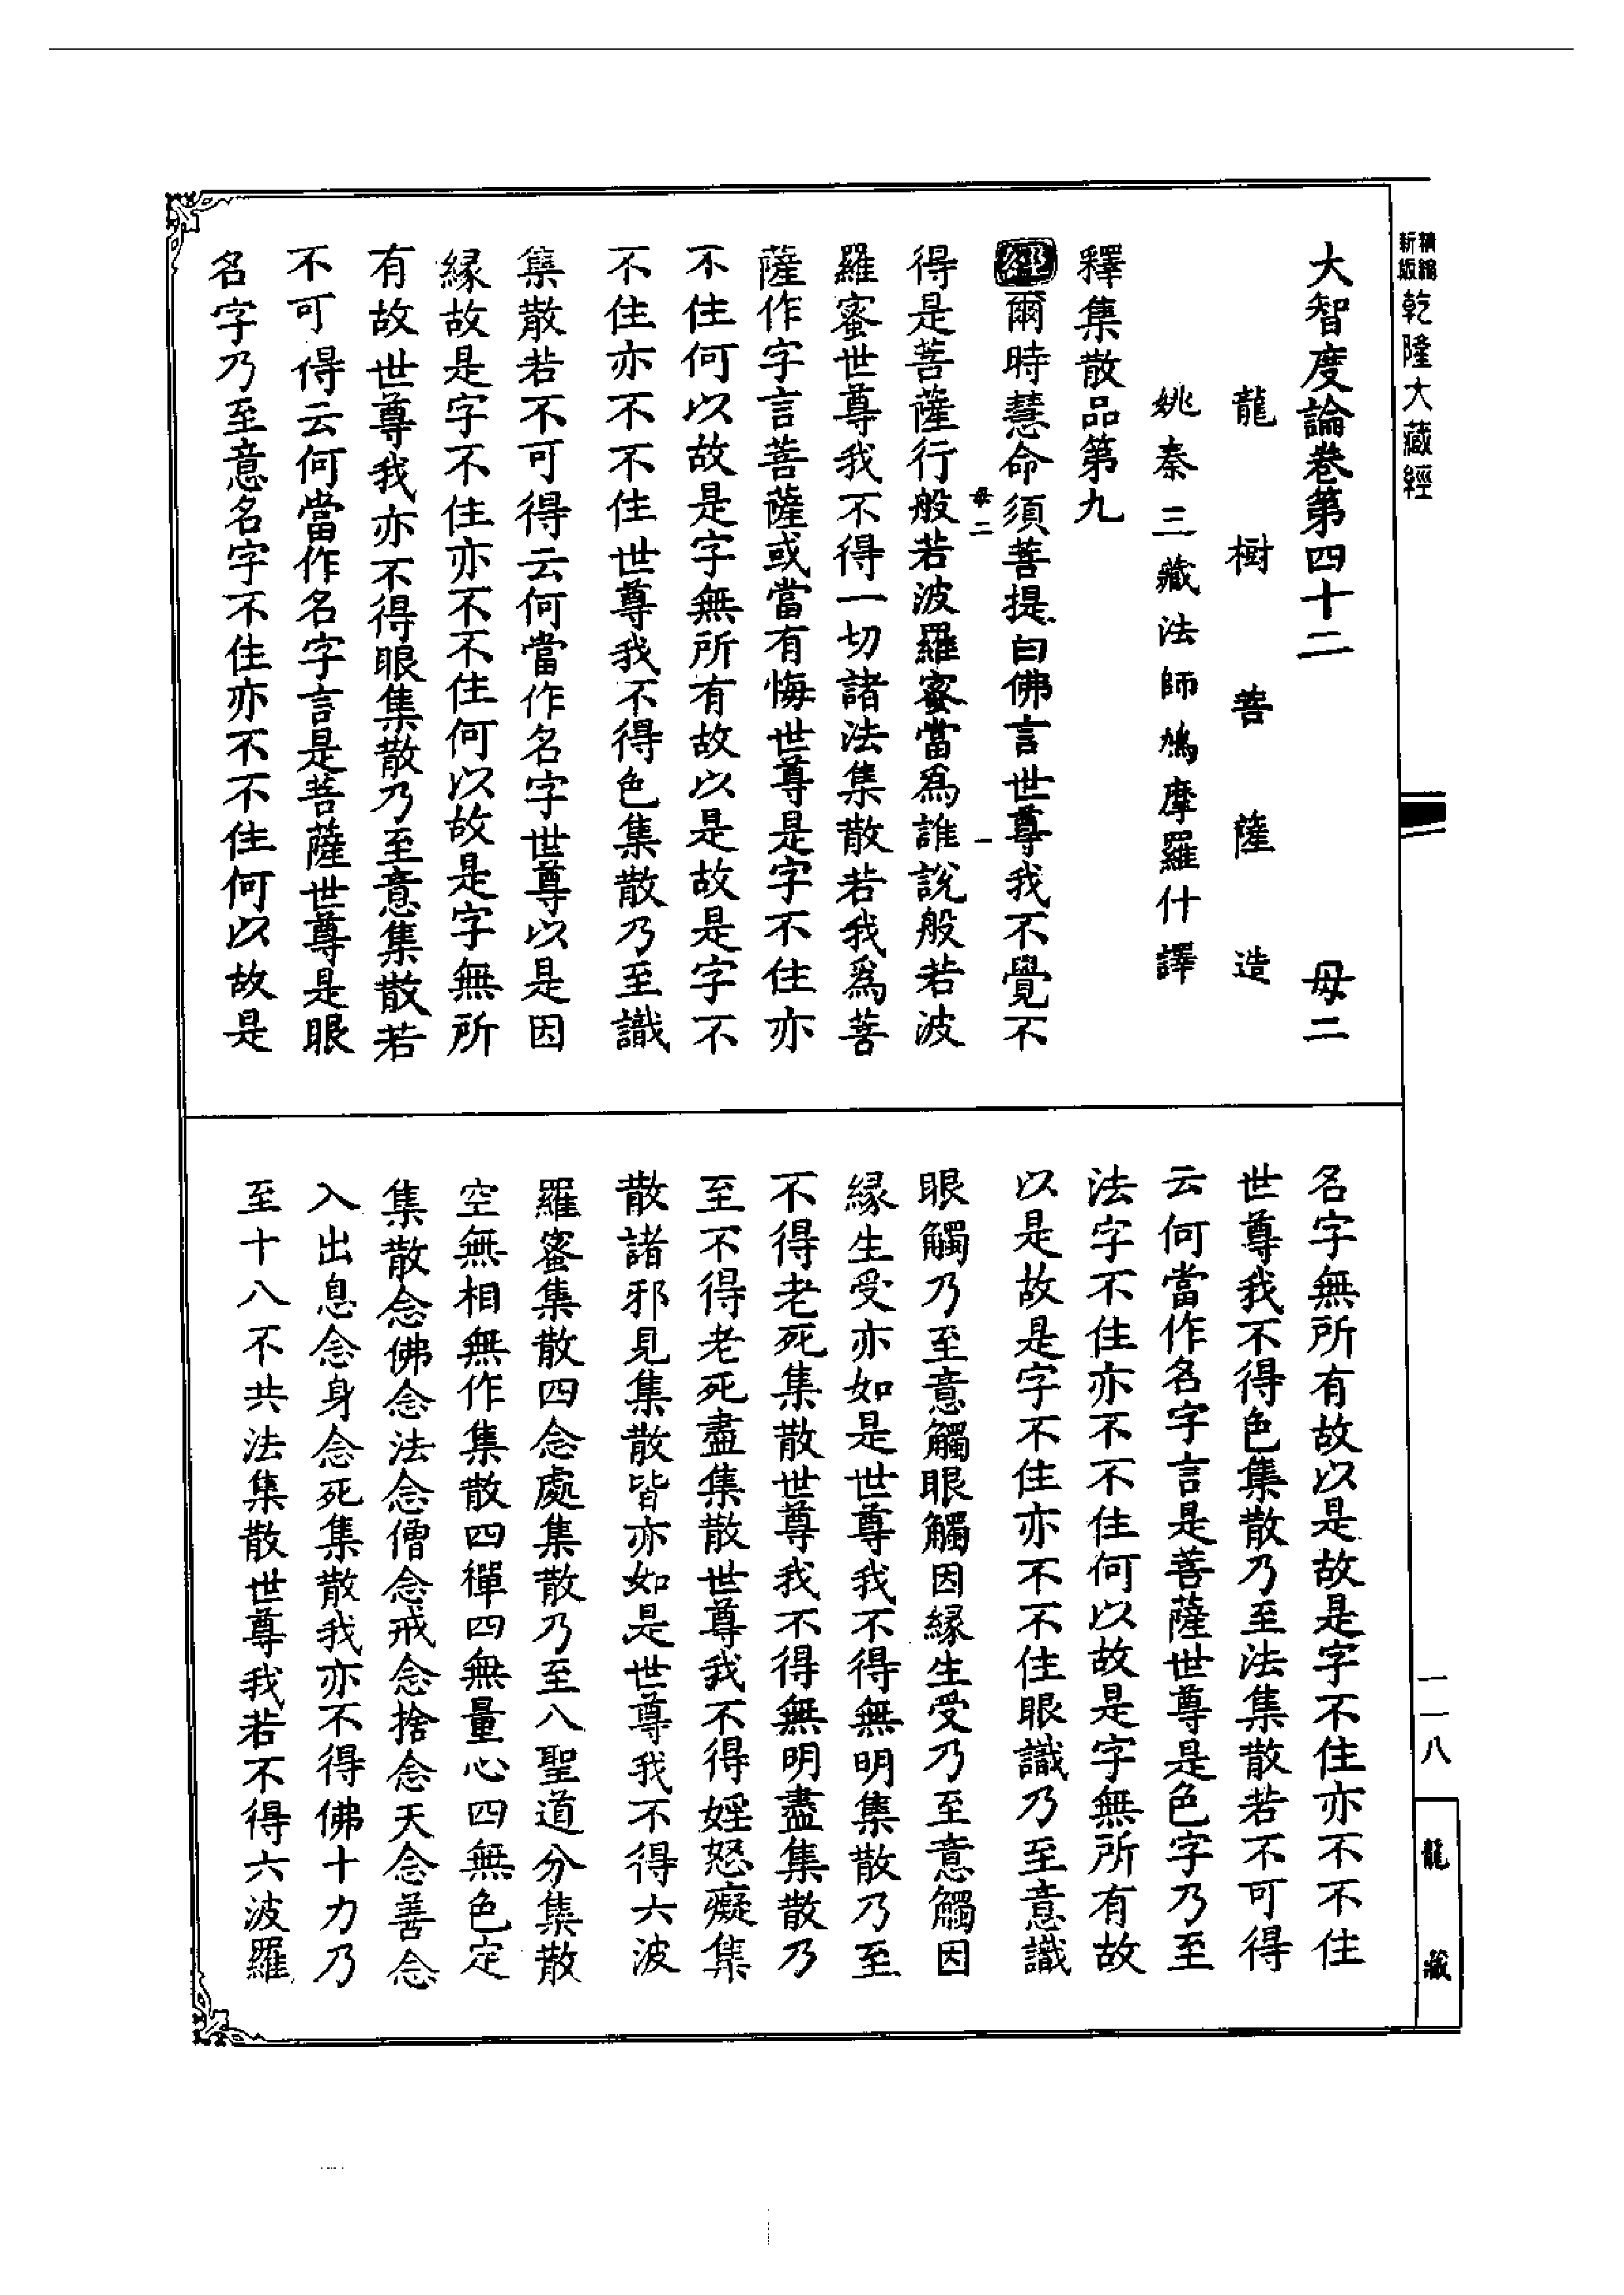 精編新版乾隆大藏經
大智度論卷第四十二　母二
龍樹菩薩造
姚秦三藏法師鳩摩羅什譯
釋集散品第九
經爾時慧命須菩提白佛言世尊我不覺不
母二　一
得是菩薩行般若波羅蜜當爲誰說般若波
羅蜜世尊我不得一切諸法集散若我爲菩
薩作字言菩薩或當有悔世尊是字不住亦
不住何以故是字無所有故以是故是字不
不住亦不不住世尊我不得色集散乃至識
集散若不可得云何當作名字世尊以是因
緣故是字不住亦不不住何以故是字無所
有故世尊我亦不得眼集散乃至意集散若
不可得云何當作名字言是菩薩世尊是眼
名字乃至意名字不住亦不不住何以故是
名字無所有故以是故是字不住亦不不住
世尊我不得色集散乃至法集散若不可得
云何當作名字言是菩薩世尊是色字乃至
法字不住亦不不住何以故是字無所有故
以是故是字不住亦不不住眼識乃至意識
眼觸乃至意觸眼觸因緣生受乃至意觸因
緣生受亦如是世尊我不得無明集散乃至
不得老死集散世尊我不得無明盡集散乃
至不得老死盡集散世尊我不得婬怒癡集
散諸邪見集散皆亦如是世尊我不得六波
羅蜜集散四念處集散乃至八聖道分集散
空無相無作集散四禪四無量心四無色定
集散念佛念法念僧念戒念捨念天念善念
入出息念身念死集散我亦不得佛十力乃
至十八不共法集散世尊我若不得六波羅
一一八
龍藏